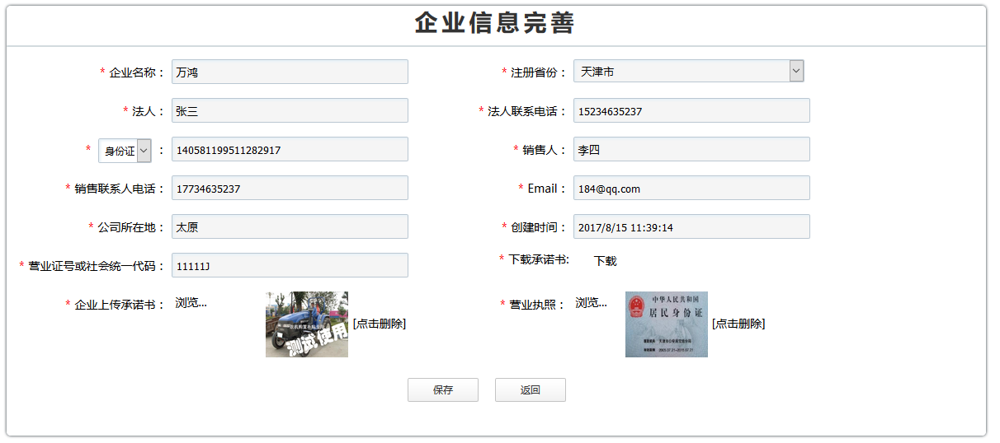 企业信息完善
* 企业名称： 万鸿 * 注册省份： 天津市
* 法人： 张三 * 法人联系电话： 15234635237
* 身份证 ： 140581199511282917 * 销售人： 李四
* 销售联系人电话： 17734635237 * Email： 184@qq.com
* 公司所在地： 太原 * 创建时间： 2017/8/15 11:39:14
* 营业证号或社会统一代码： 11111J * 下载承诺书: 下载
* 企业上传承诺书： 浏览... * 营业执照： 浏览...
中华人民共和国
居民身份证
测试使用 [点击删除] [点击删除]
保存 返回